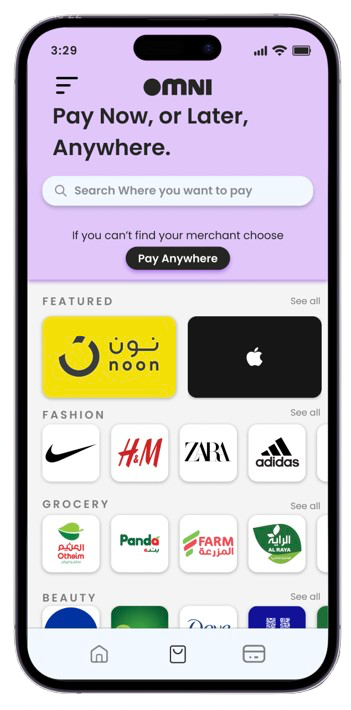 3:29
OMNI
Pay Now, or Later,
Anywhere.
Search Where you want to pay
If you can't find your merchant choose
Pay Anywhere
FEATURED See all
نون
noon
FASHION See all
H&M
ZARA
adidas
GROCERY See all
العثيم
Othaim
Panda
بنده
FARM
المزرعة
الراية
AL RAYA
BEAUTY See all
Dove